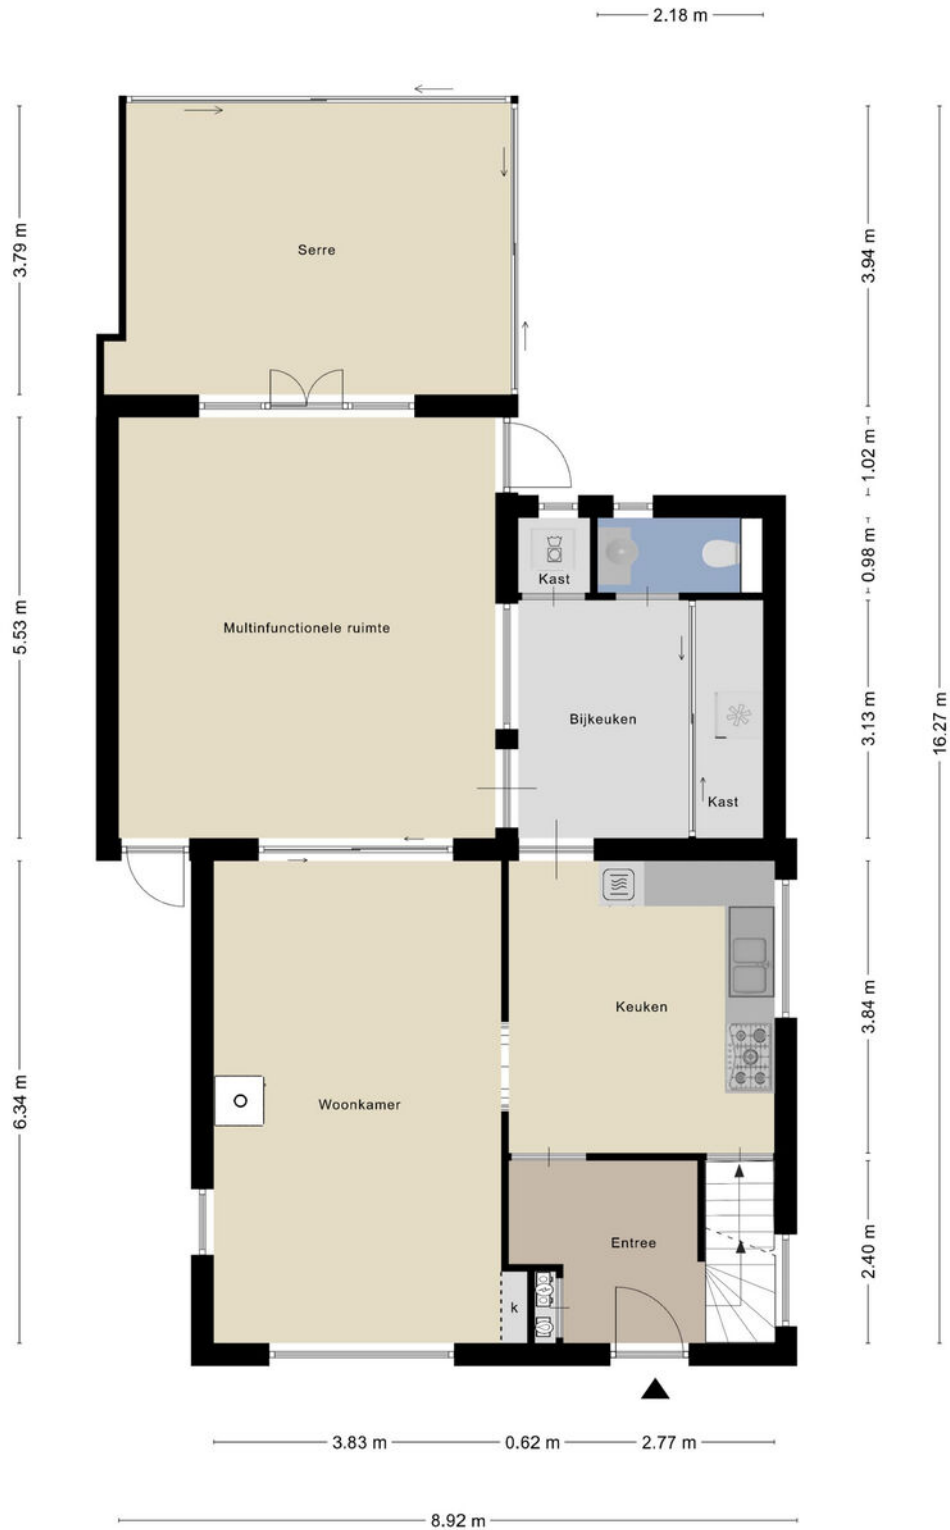 2.18 m
3.79 m
Serre
3.94 m
1.02 m
Kast
0.98 m
5.53 m
Multinfunctionele ruimte
Bijkeuken
3.13 m
16.27 m
Kast
Keuken
3.84 m
6.34 m
Woonkamer
Entree
2.40 m
k
3.83 m
0.62 m
2.77 m
8.92 m